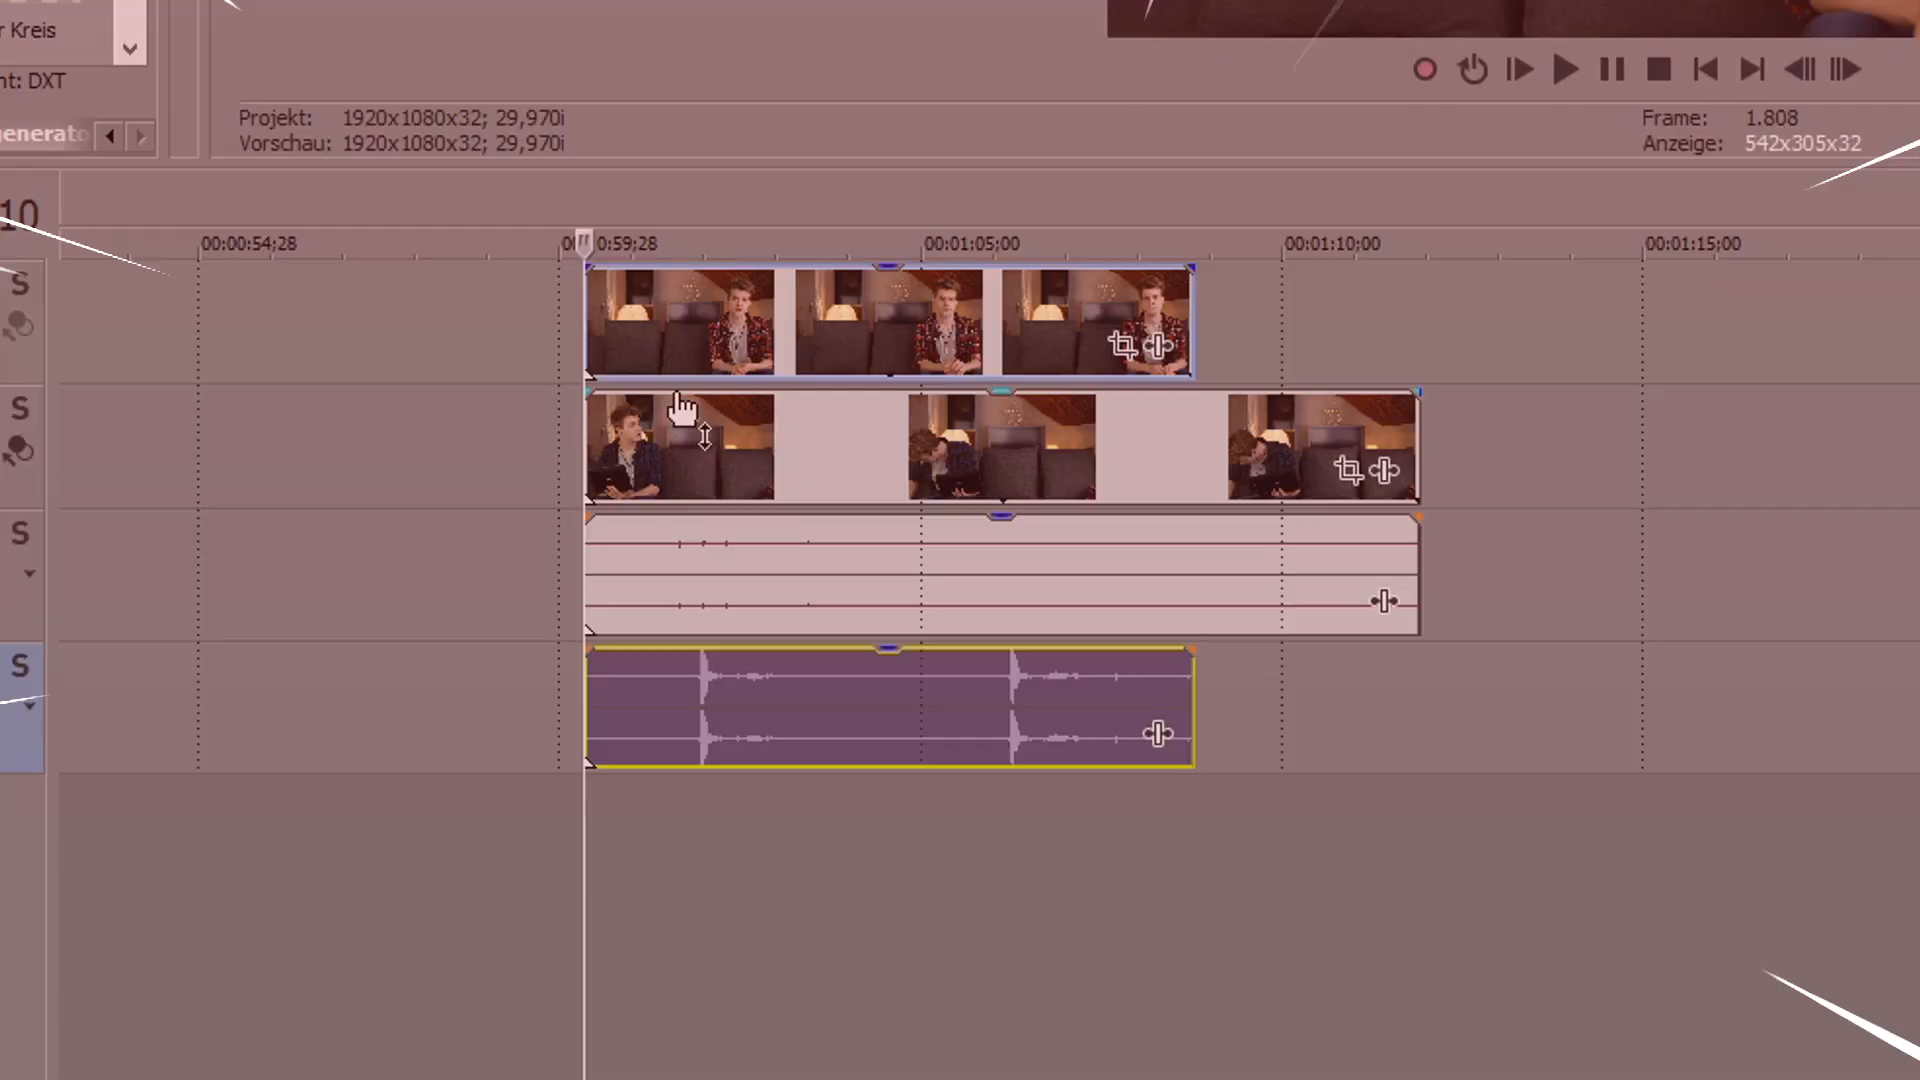 r Kreis
nt: DXT
generato
Projekt: 1920x1080x32; 29,970i
Vorschau: 1920x1080x32; 29,970i
Frame: 1.808
Anzeige: 542x305x32
10
00:00:54;28
0:59;28
00:01:05;00
00:01:10;00
00:01:15;00
S
S
S
S